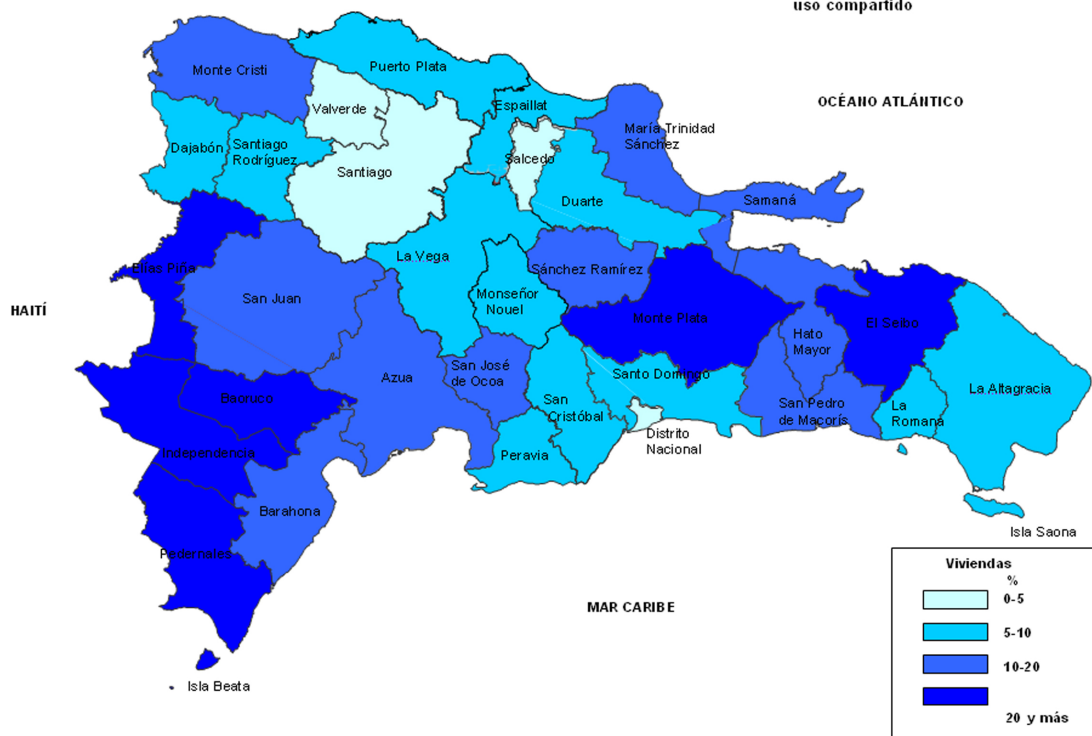 uso compartido
Puerto Plata
Monte Cristi
OCÉANO ATLÁNTICO
Espaillat
Valverde
María Trinidad
Sánchez
Dajabón
Santiago
Rodríguez
Salcedo
Santiago
Duarte
Samaná
La Vega
Elías Piña
Sánchez Ramírez
San Juan
Monseñor
Nouel
HAITÍ
Monte Plata
El Seibo
Hato
Mayor
San José
de Ocoa
Azua
Santo Domingo
La Altagracia
Baoruco
San
Cristóbal
San Pedro
de Macorís
La
Romana
Distrito
Nacional
Independencia
Peravia
Barahona
Isla Saona
Pedernales
Viviendas
%
0-5
MAR CARIBE
5-10
10-20
Isla Beata
20 y más